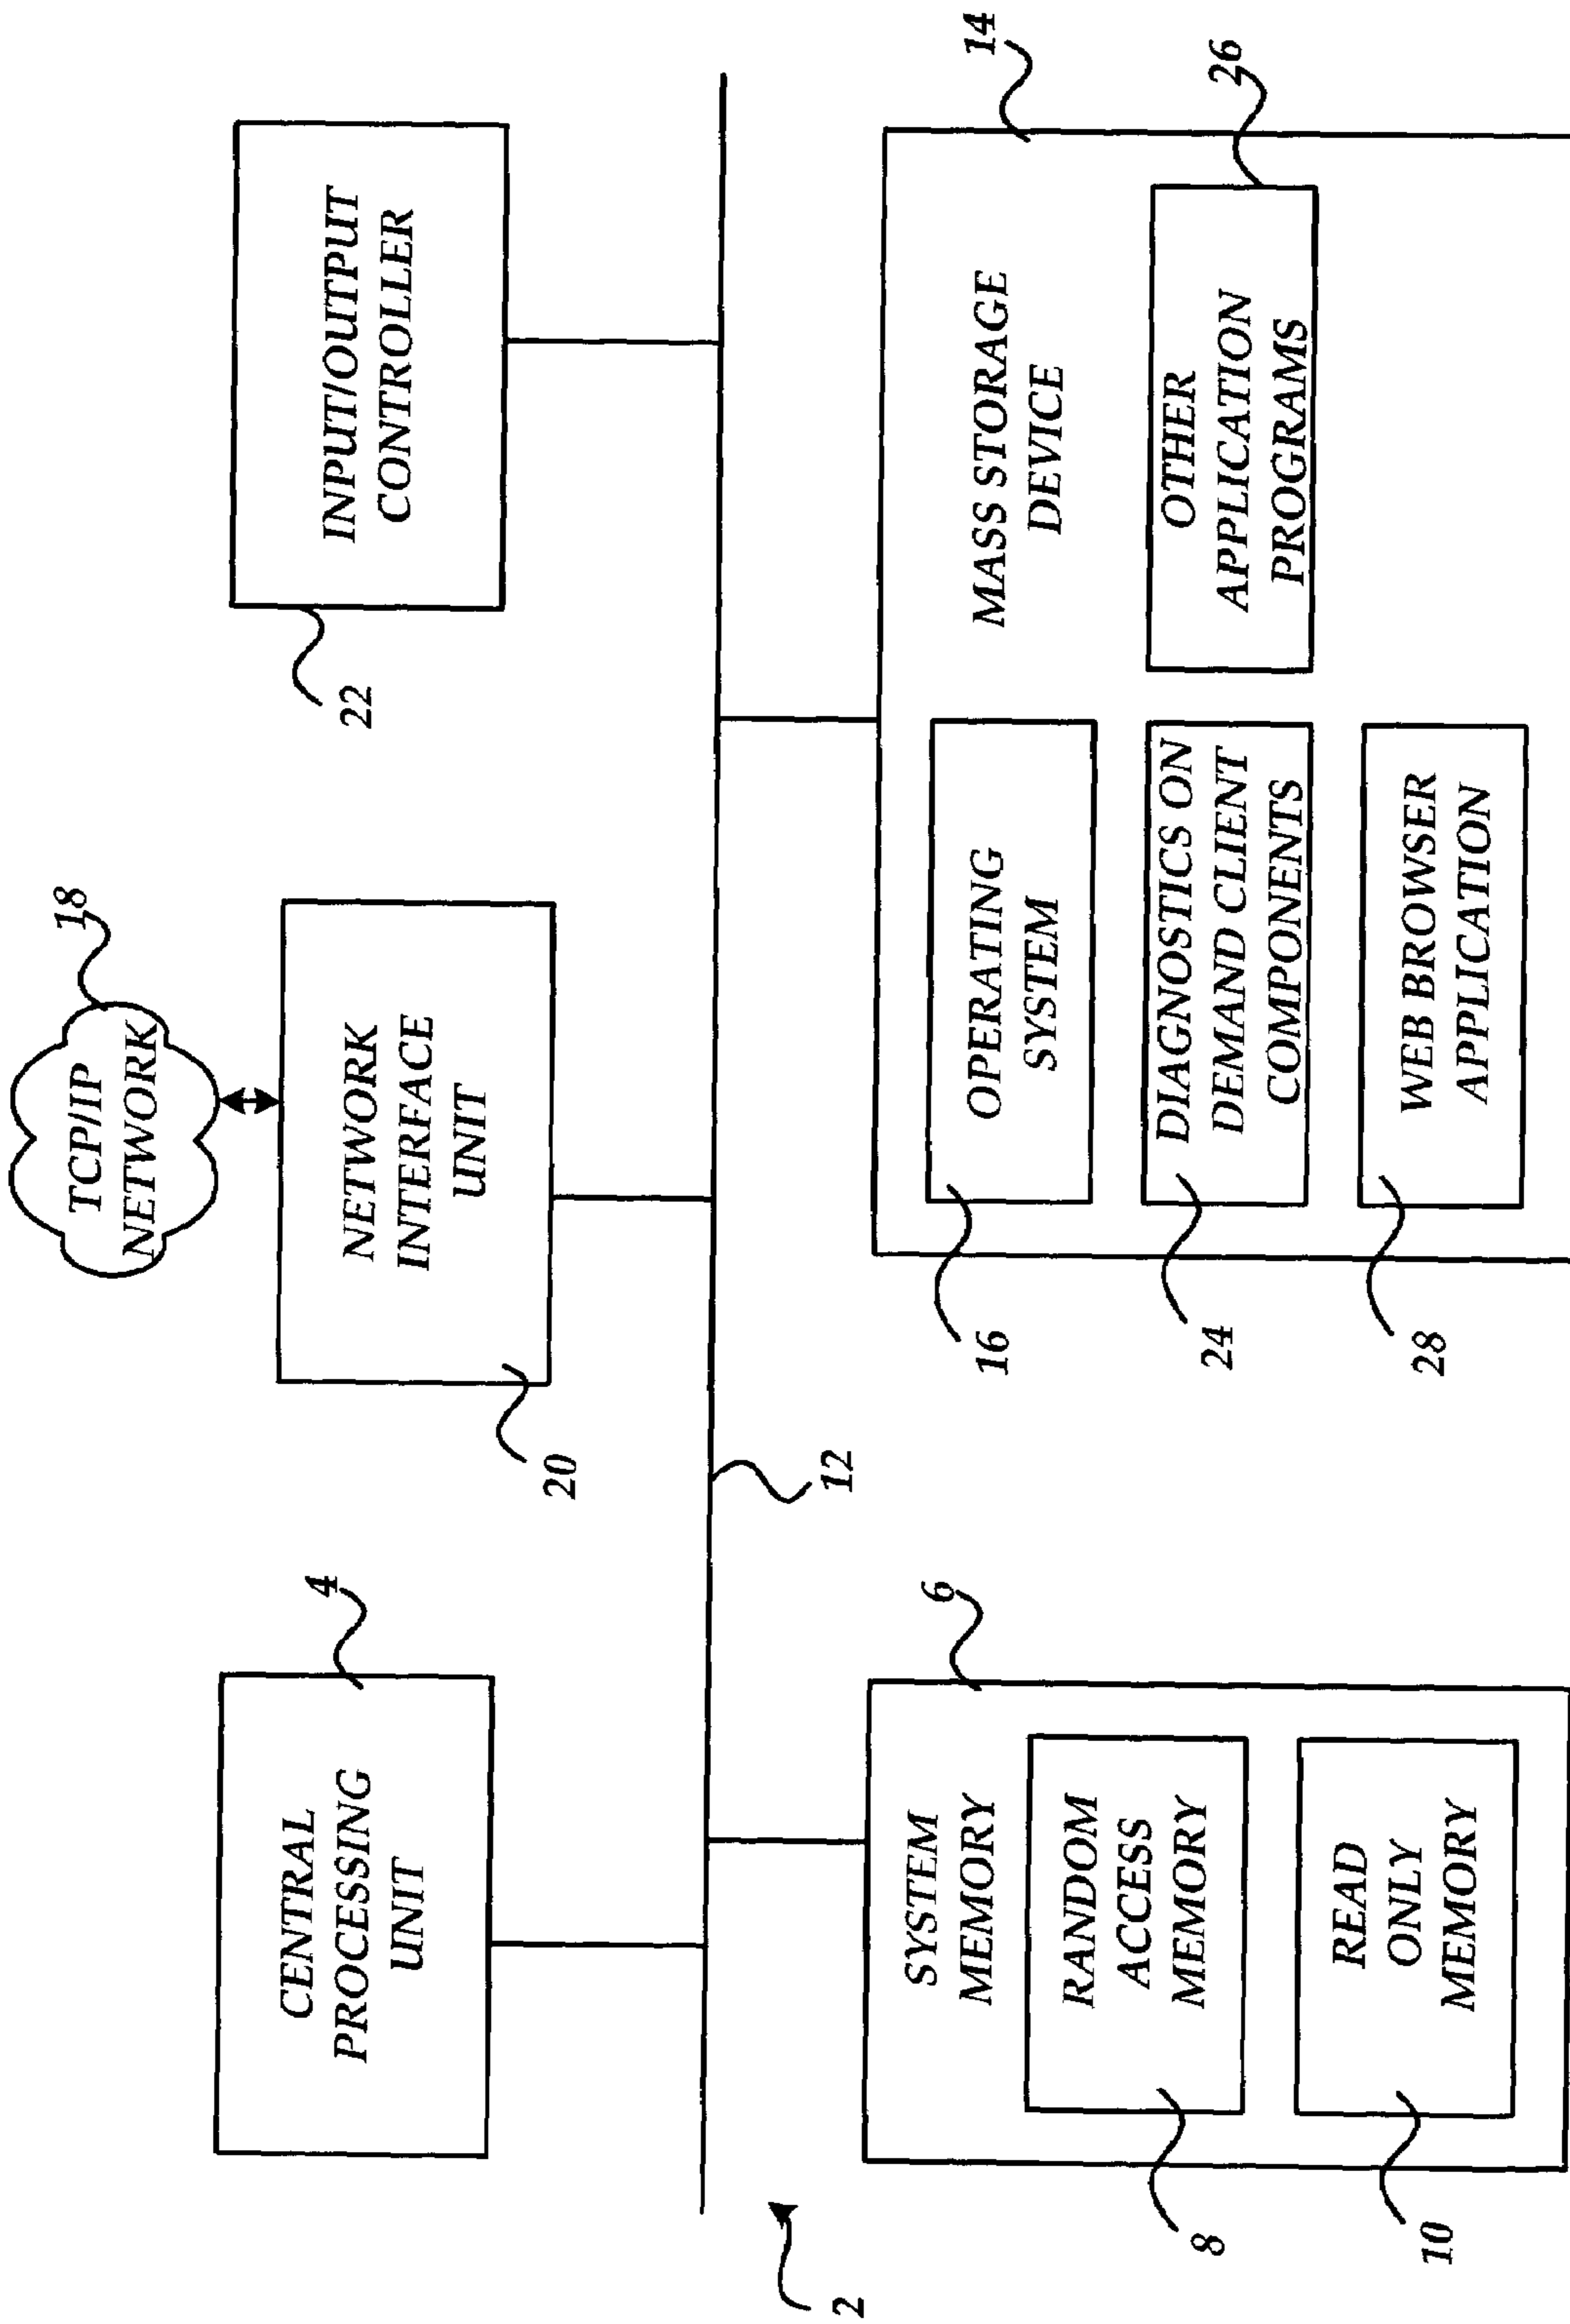 TCP/IP
NETWORK
18
CENTRAL
PROCESSING
UNIT
4
NETWORK
INTERFACE
UNIT
20
INPUT/OUTPUT
CONTROLLER
22
12
2
SYSTEM
MEMORY
6
RANDOM
ACCESS
MEMORY
8
READ
ONLY
MEMORY
10
MASS STORAGE
DEVICE
14
OPERATING
SYSTEM
16
DIAGNOSTICS ON
DEMAND CLIENT
COMPONENTS
24
OTHER
APPLICATION
PROGRAMS
26
WEB BROWSER
APPLICATION
28